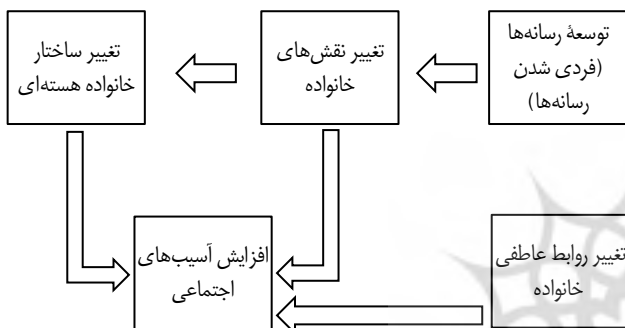 توسعهٔ رسانه‌ها
(فردی شدن
رسانه‌ها)
تغییر نقش‌های
خانواده
تغییر ساختار
خانواده هسته‌ای
تغییر روابط عاطفی
خانواده
افزایش آسیب‌های
اجتماعی